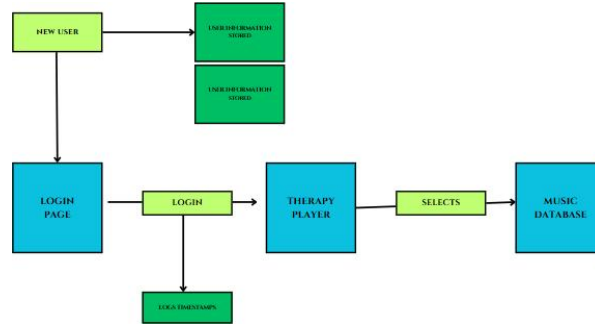 NEW USER
USER INFORMATION
STORED
USER INFORMATION
STORED
LOGIN
PAGE
LOGIN
THERAPY
PLAYER
SELECTS
MUSIC
DATABASE
LOGS TIMESTAMPS